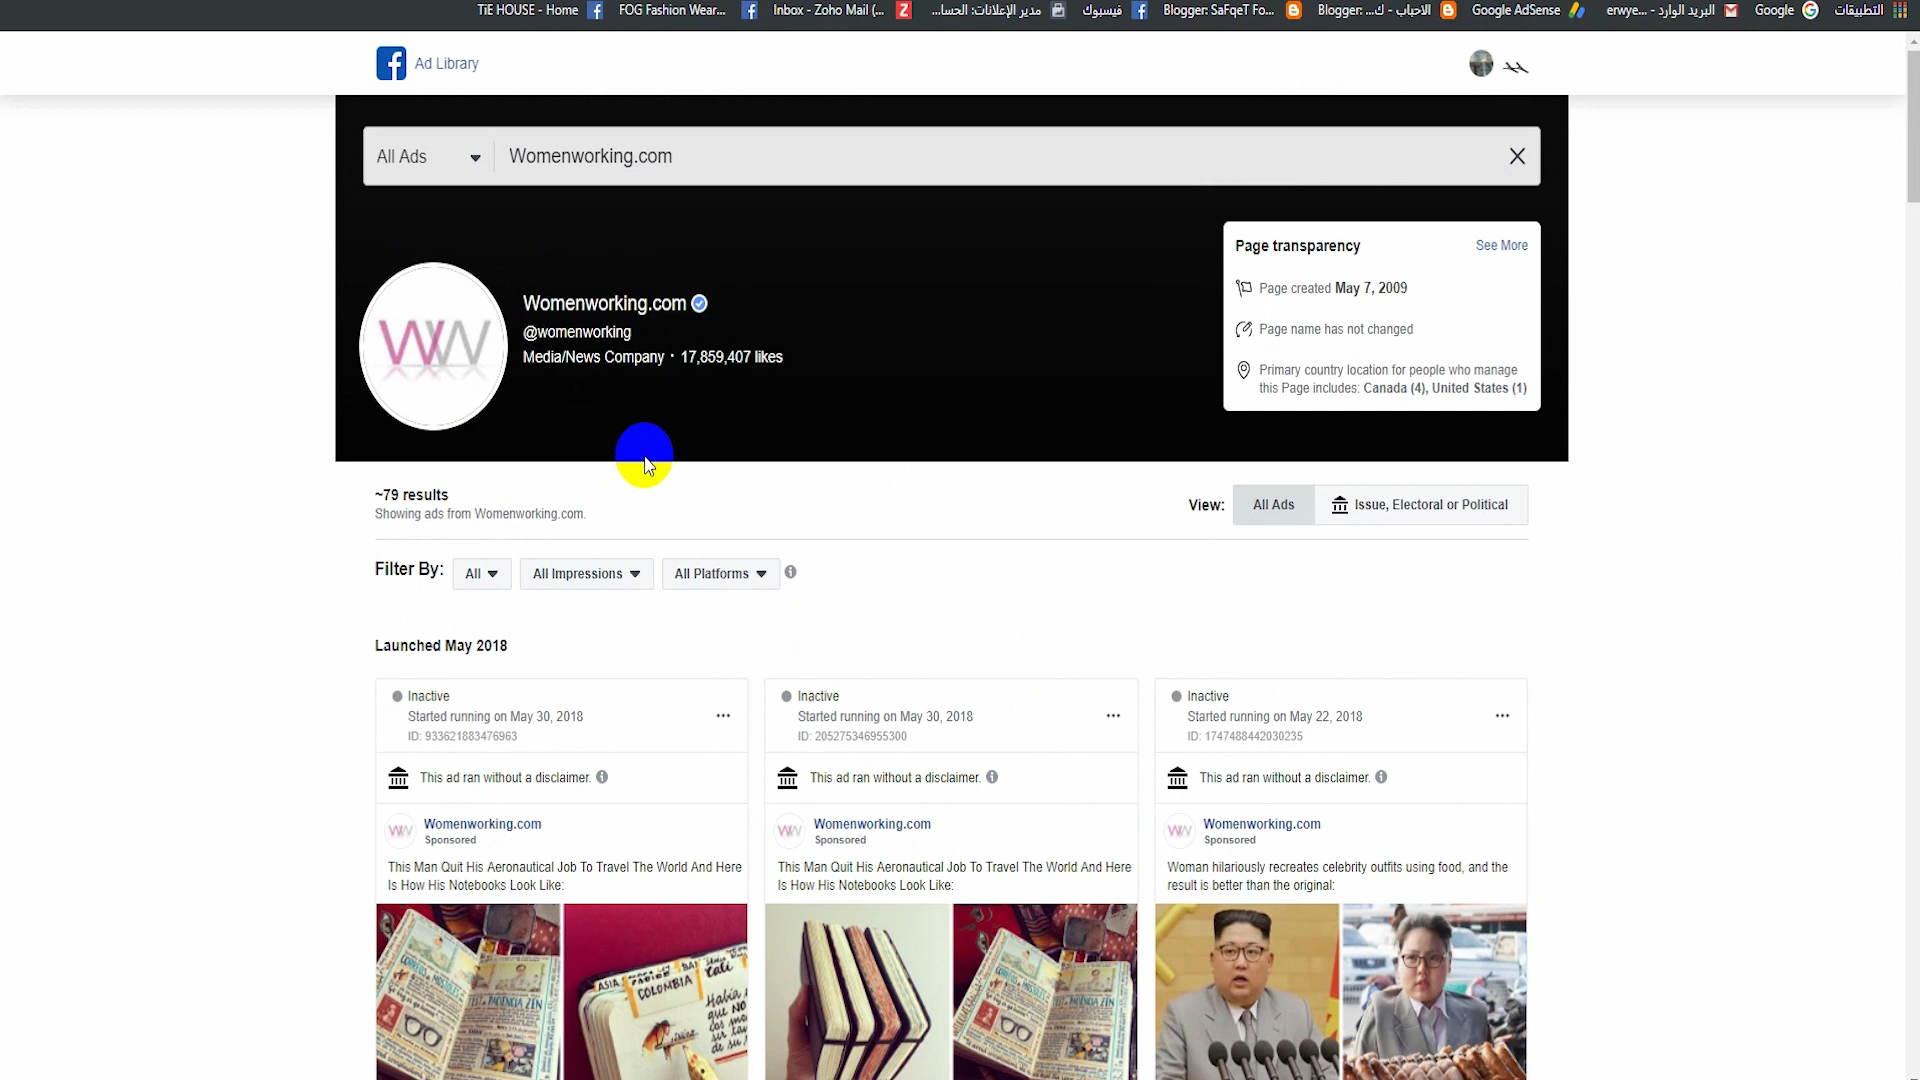 TiE HOUSE - Home
FOG Fashion Wear...
Inbox - Zoho Mail (...
مدير الإعلانات: الحسا...
فيسبوك
Blogger: SaFqeT Fo...
Blogger: الاحباب - ك...
Google AdSense
البريد الوارد - erwye...
Google
التطبيقات
Ad Library
All Ads
Womenworking.com
Page transparency
See More
Page created May 7, 2009
Page name has not changed
Primary country location for people who manage
this Page includes: Canada (4), United States (1)
WW
Womenworking.com
@womenworking
Media/News Company · 17,859,407 likes
~79 results
Showing ads from Womenworking.com.
View:
All Ads
Issue, Electoral or Political
Filter By:
All
All Impressions
All Platforms
Launched May 2018
Inactive
Started running on May 30, 2018
ID: 933621883476963
This ad ran without a disclaimer.
Womenworking.com
Sponsored
This Man Quit His Aeronautical Job To Travel The World And Here
Is How His Notebooks Look Like:
Inactive
Started running on May 30, 2018
ID: 205275346955300
This ad ran without a disclaimer.
Womenworking.com
Sponsored
This Man Quit His Aeronautical Job To Travel The World And Here
Is How His Notebooks Look Like:
Inactive
Started running on May 22, 2018
ID: 1747488442030235
This ad ran without a disclaimer.
Womenworking.com
Sponsored
Woman hilariously recreates celebrity outfits using food, and the
result is better than the original:
ASIA
COLOMBIA
Cali
Había
que NO